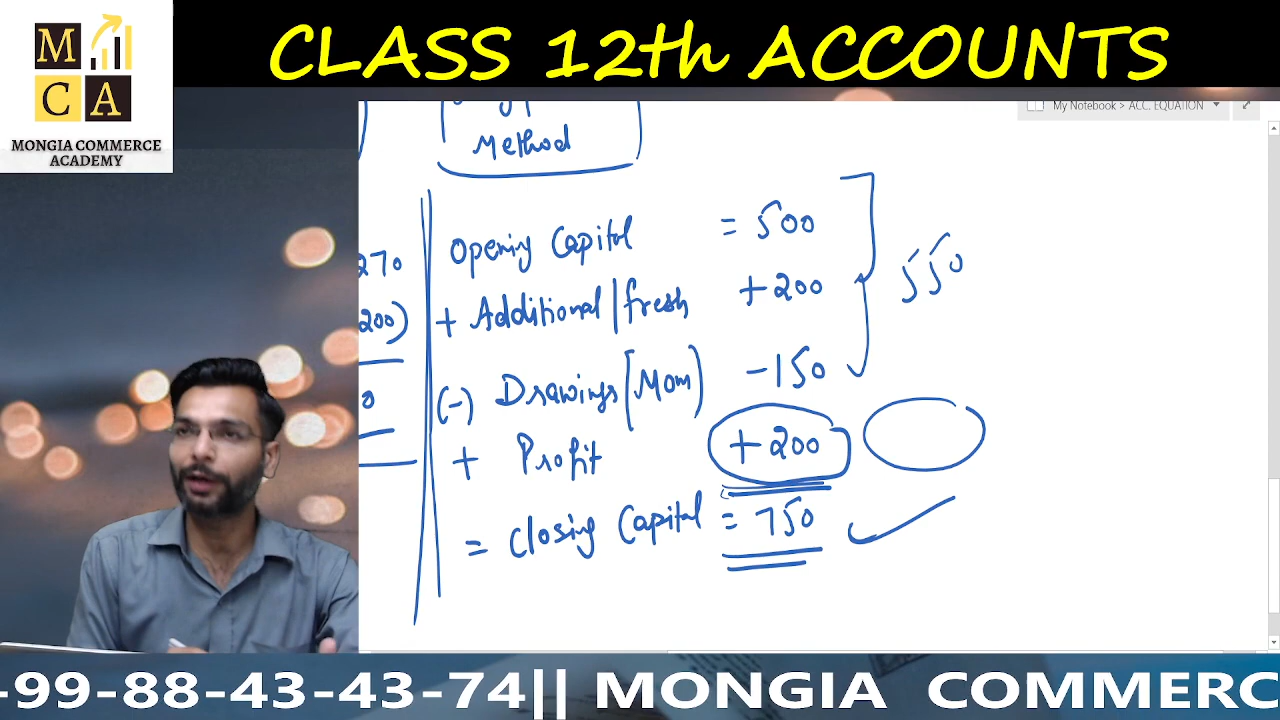 M
C A
MONGIA COMMERCE
ACADEMY
CLASS 12th ACCOUNTS
My Notebook > ACC. EQUATION
Method
270
200)
0
Opening Capital = 500
+ Additional/fresh +200
550
(-) Drawings (Mom) -150
+ Profit +200
= Closing Capital = 750
-99-88-43-43-74|| MONGIA COMMERC